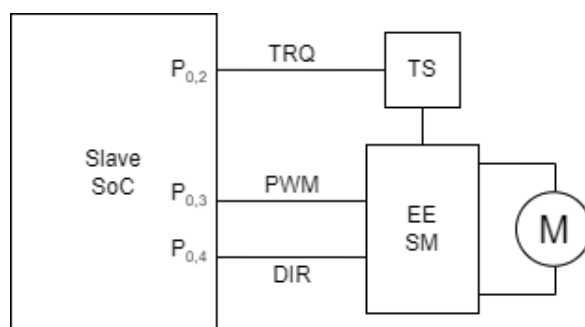 TRQ
TS
P0,2
Slave
SoC
P0,3
PWM
EE
SM
M
P0,4
DIR